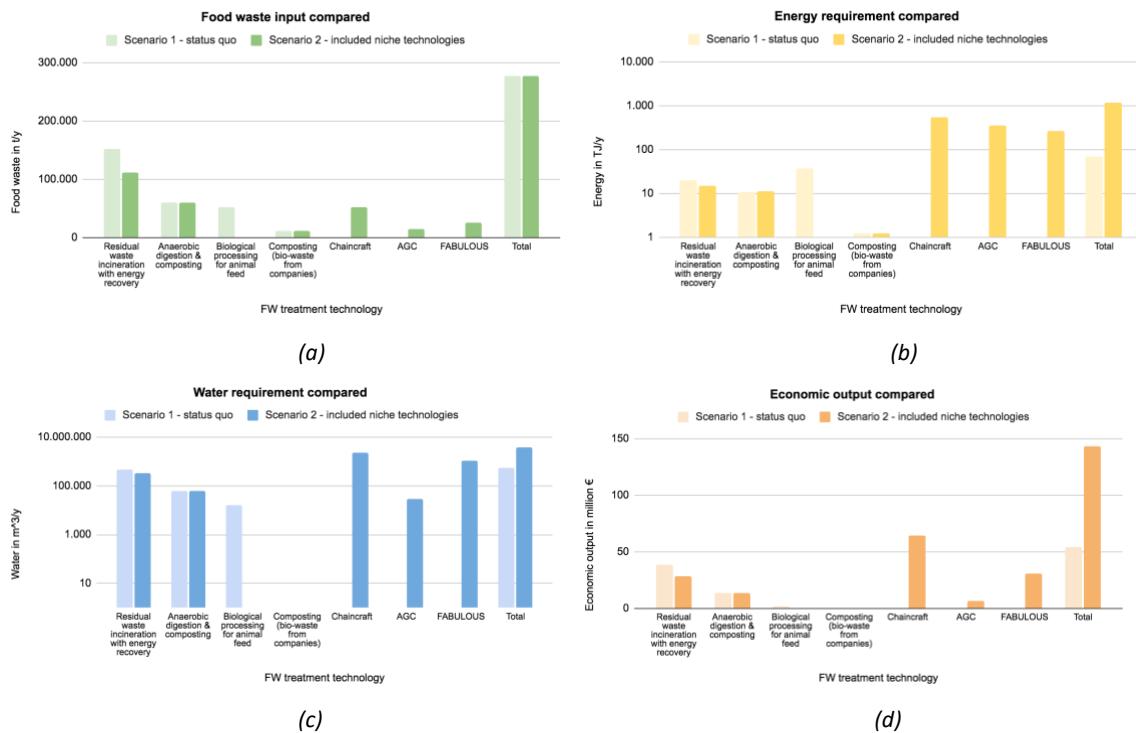 Food waste input compared
Scenario 1 - status quo
Scenario 2 - included niche technologies
Food waste in t/y
300.000
200.000
100.000
0
Residual
waste
incineration
with energy
recovery
Anaerobic
digestion &
composting
Biological
processing
for animal
feed
Composting
(bio-waste
from
companies)
Chaincraft
AGC
FABULOUS
Total
FW treatment technology
(a)
Energy requirement compared
Scenario 1 - status quo
Scenario 2 - included niche technologies
Energy in TJ/y
10.000
1.000
100
10
1
Residual
waste
incineration
with energy
recovery
Anaerobic
digestion &
composting
Biological
processing
for animal
feed
Composting
(bio-waste
from
companies)
Chaincraft
AGC
FABULOUS
Total
FW treatment technology
(b)
Water requirement compared
Scenario 1 - status quo
Scenario 2 - included niche technologies
Water in m^3/y
10.000.000
100.000
1.000
10
Residual
waste
incineration
with energy
recovery
Anaerobic
digestion &
composting
Biological
processing
for animal
feed
Composting
(bio-waste
from
companies)
Chaincraft
AGC
FABULOUS
Total
FW treatment technology
(c)
Economic output compared
Scenario 1 - status quo
Scenario 2 - included niche technologies
Economic output in million €
150
100
50
0
Residual
waste
incineration
with energy
recovery
Anaerobic
digestion &
composting
Biological
processing
for animal
feed
Composting
(bio-waste
from
companies)
Chaincraft
AGC
FABULOUS
Total
FW treatment technology
(d)